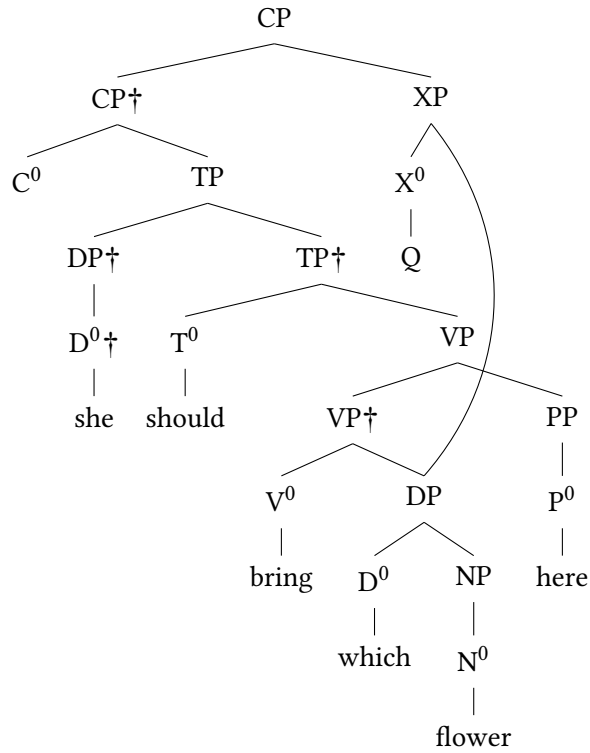 CP
CP† XP
C⁰ TP X⁰
DP† TP† Q
D⁰† T⁰ VP
she should VP† PP
V⁰ DP P⁰
bring D⁰ NP here
which N⁰
flower